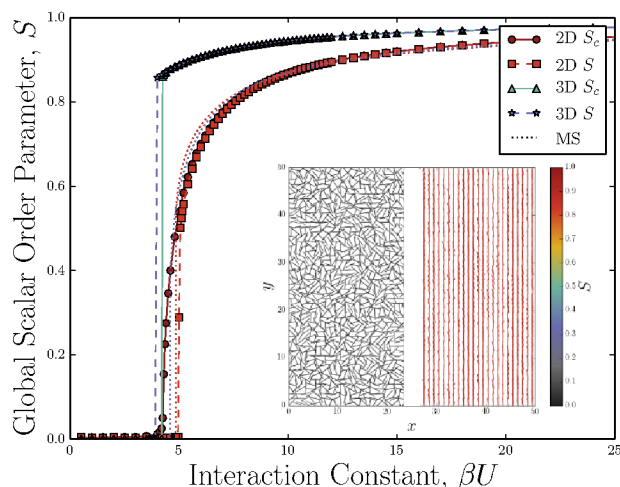 Global Scalar Order Parameter, S
1.0
0.8
0.6
0.4
0.2
0.0
0 5 10 15 20 25
Interaction Constant, βU
2D S_c
2D S
3D S_c
3D S
MS
y
50
40
30
20
10
0
0 10 20 30 40 50
x
1.0
0.9
0.8
0.7
0.6
0.5
0.4
0.3
0.2
0.1
0.0
S